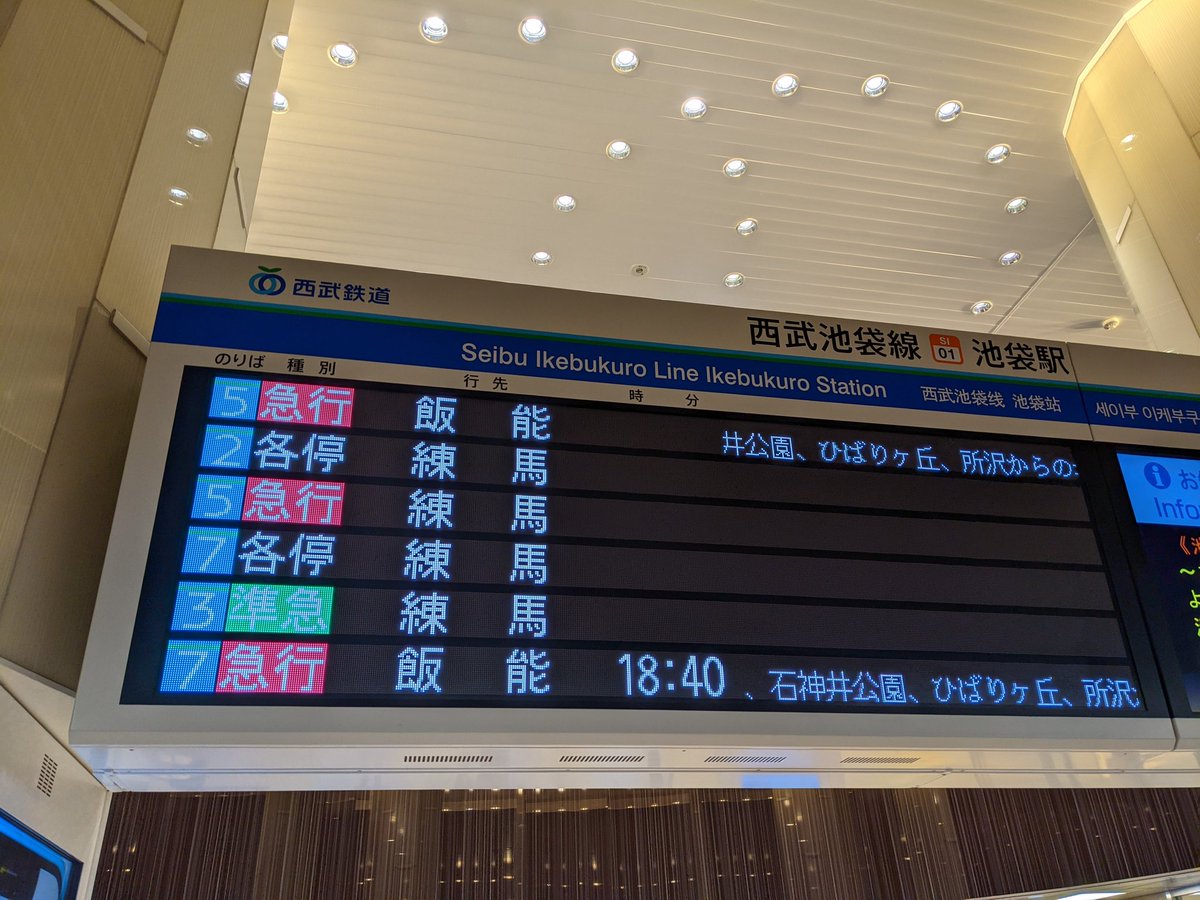 西武鉄道
西武池袋線 SI 01 池袋駅
Seibu Ikebukuro Line Ikebukuro Station 西武池袋线 池袋站 세이부 이케부쿠
のりば 種別 行先 時 分
5 急行 飯能 井公園、ひばりヶ丘、所沢からの
2 各停 練馬
5 急行 練馬
7 各停 練馬
3 準急 練馬
7 急行 飯能 18:40 、石神井公園、ひばりヶ丘、所沢
i お
Info